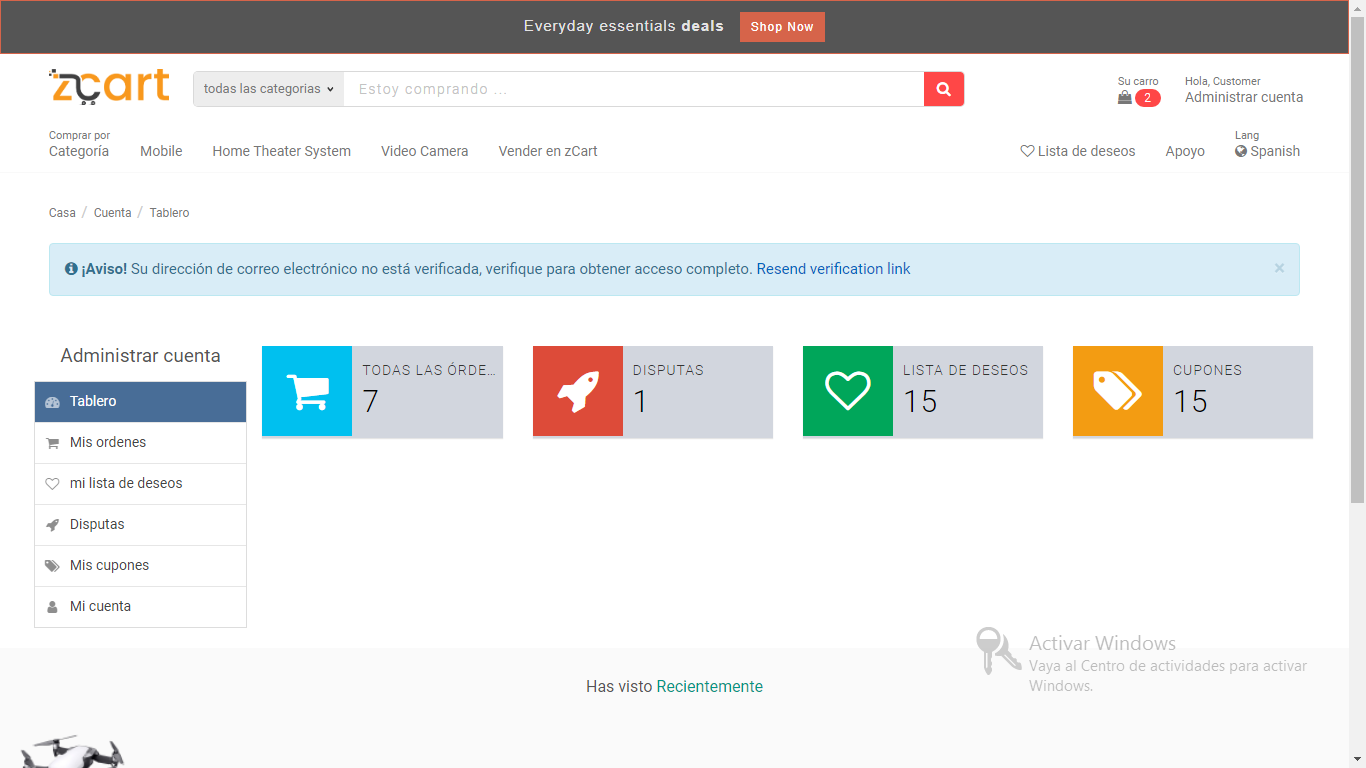 Everyday essentials deals Shop Now
zcart
todas las categorias Estoy comprando ...
Su carro
2
Hola, Customer
Administrar cuenta
Comprar por
Categoría
Mobile
Home Theater System
Video Camera
Vender en zCart
Lista de deseos
Apoyo
Lang
Spanish
Casa / Cuenta / Tablero
¡Aviso! Su dirección de correo electrónico no está verificada, verifique para obtener acceso completo. Resend verification link ×
Administrar cuenta
Tablero
Mis ordenes
mi lista de deseos
Disputas
Mis cupones
Mi cuenta
TODAS LAS ÓRDE...
7
DISPUTAS
1
LISTA DE DESEOS
15
CUPONES
15
Activar Windows
Vaya al Centro de actividades para activar
Windows.
Has visto Recientemente